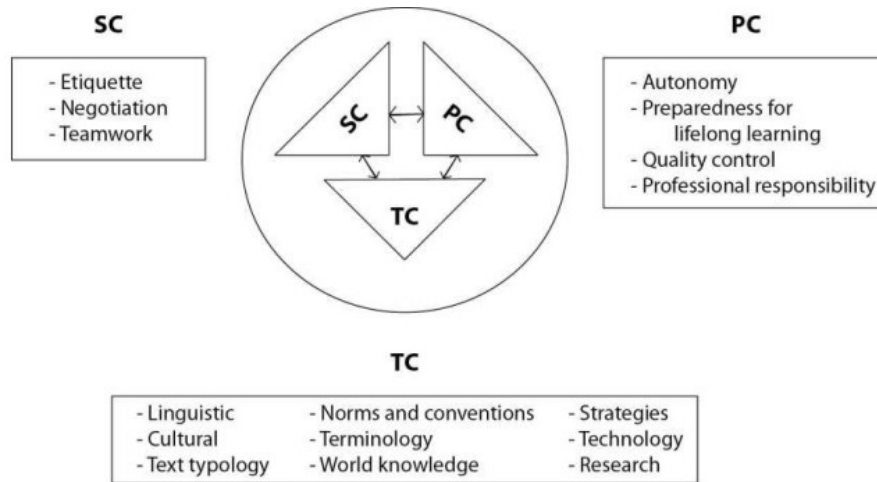 SC
- Etiquette
- Negotiation
- Teamwork
SC
PC
TC
PC
- Autonomy
- Preparedness for
lifelong learning
- Quality control
- Professional responsibility
TC
- Linguistic
- Cultural
- Text typology
- Norms and conventions
- Terminology
- World knowledge
- Strategies
- Technology
- Research